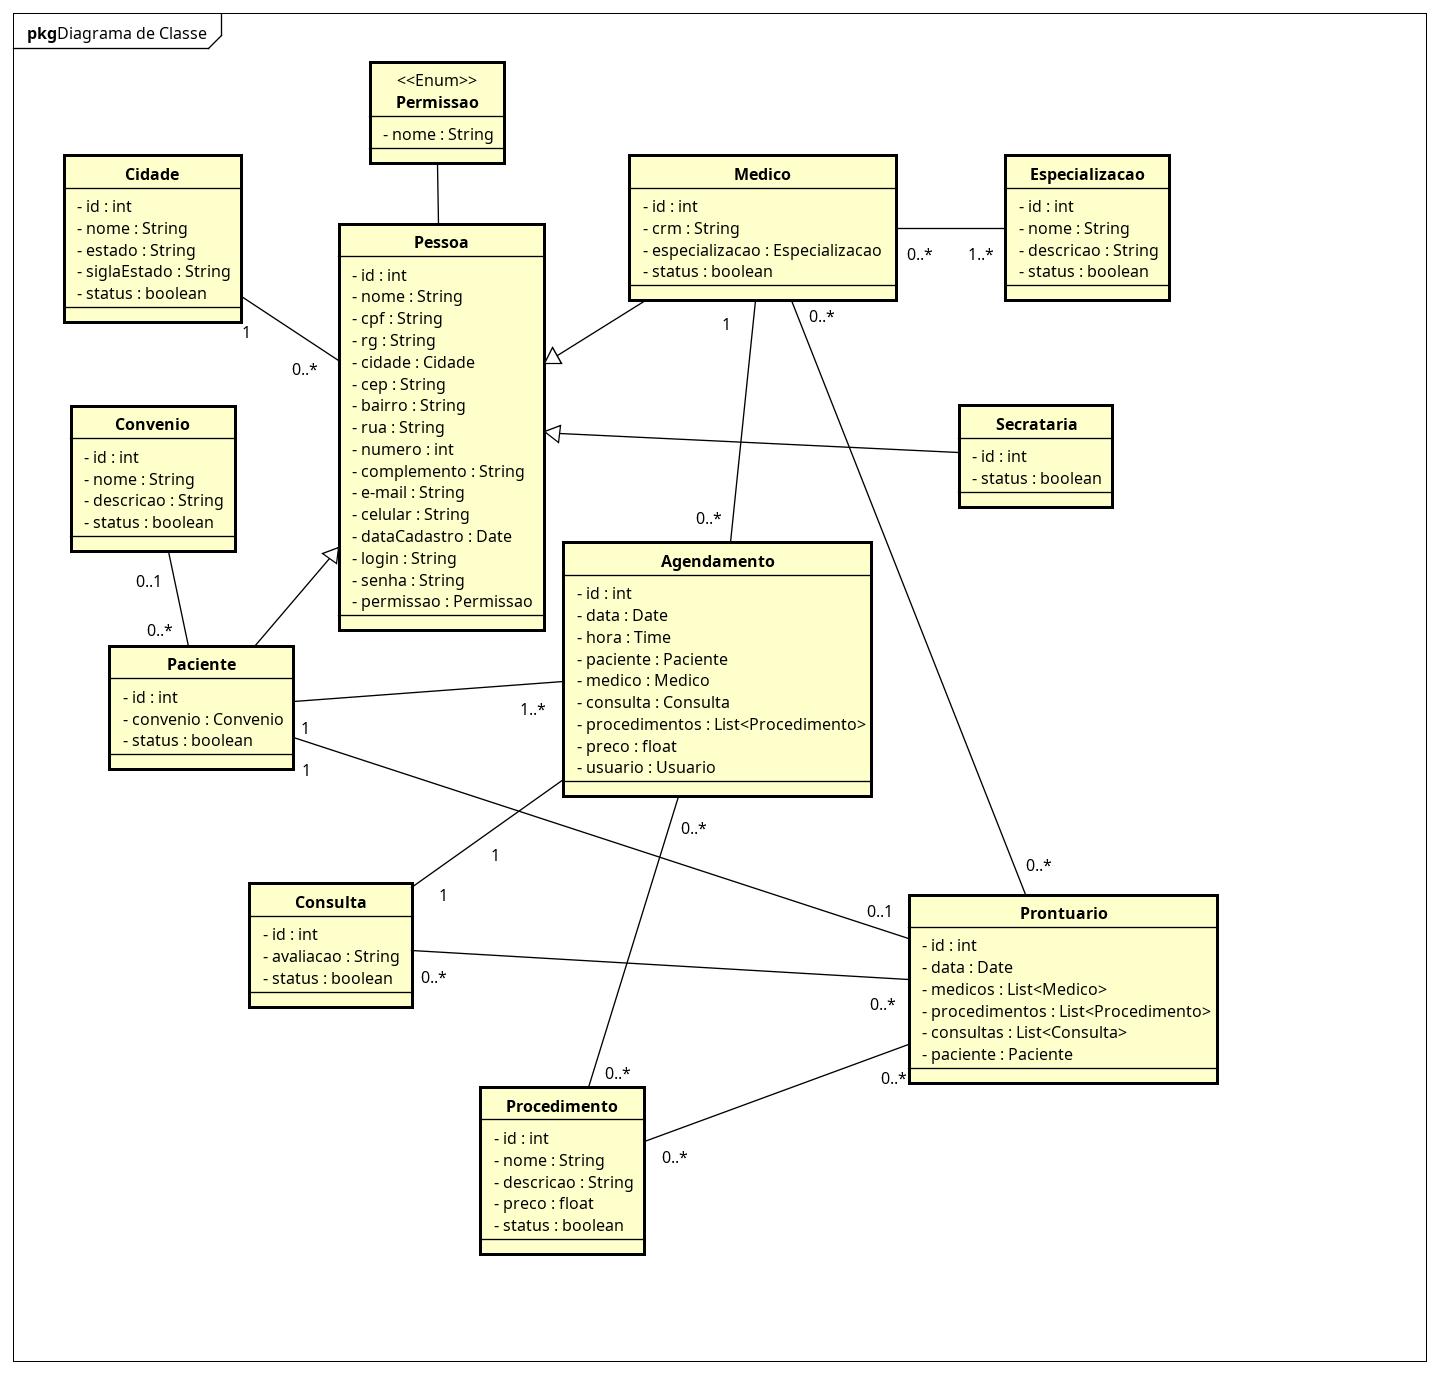 pkgDiagrama de Classe
<<Enum>>
Permissao
- nome : String
Cidade
- id : int
- nome : String
- estado : String
- siglaEstado : String
- status : boolean
1
0..*
Pessoa
- id : int
- nome : String
- cpf : String
- rg : String
- cidade : Cidade
- cep : String
- bairro : String
- rua : String
- numero : int
- complemento : String
- e-mail : String
- celular : String
- dataCadastro : Date
- login : String
- senha : String
- permissao : Permissao
Medico
- id : int
- crm : String
- especializacao : Especializacao
- status : boolean
0..*
1..*
Especializacao
- id : int
- nome : String
- descricao : String
- status : boolean
1
0..*
Convenio
- id : int
- nome : String
- descricao : String
- status : boolean
0..1
0..*
Secrataria
- id : int
- status : boolean
0..*
Agendamento
- id : int
- data : Date
- hora : Time
- paciente : Paciente
- medico : Medico
- consulta : Consulta
- procedimentos : List<Procedimento>
- preco : float
- usuario : Usuario
Paciente
- id : int
- convenio : Convenio
- status : boolean
1..*
1
1
0..*
1
1
0..*
0..1
Consulta
- id : int
- avaliacao : String
- status : boolean
0..*
0..*
Prontuario
- id : int
- data : Date
- medicos : List<Medico>
- procedimentos : List<Procedimento>
- consultas : List<Consulta>
- paciente : Paciente
0..*
0..*
Procedimento
- id : int
- nome : String
- descricao : String
- preco : float
- status : boolean
0..*